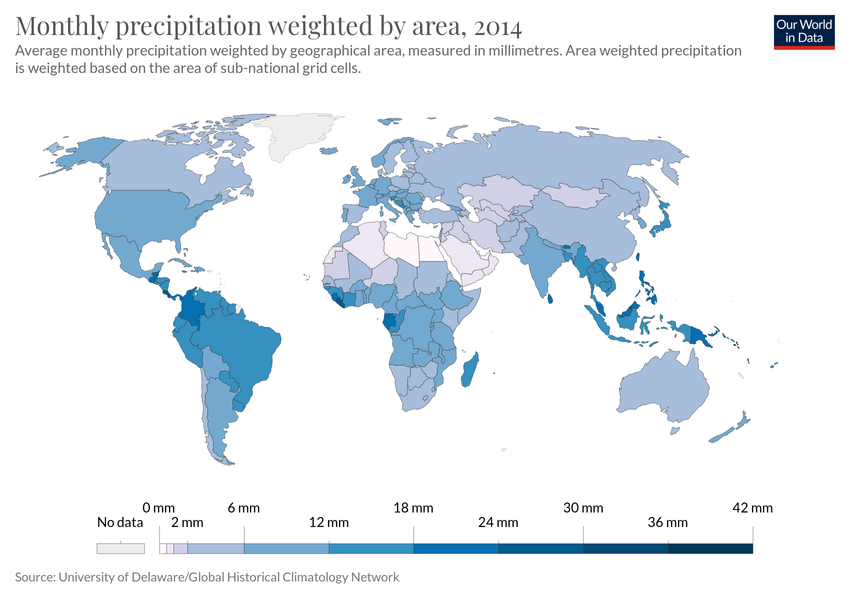 Monthly precipitation weighted by area, 2014
Our World
in Data
Average monthly precipitation weighted by geographical area, measured in millimetres. Area weighted precipitation
is weighted based on the area of sub-national grid cells.
0 mm 6 mm 18 mm 30 mm 42 mm
No data 2 mm 12 mm 24 mm 36 mm
Source: University of Delaware/Global Historical Climatology Network